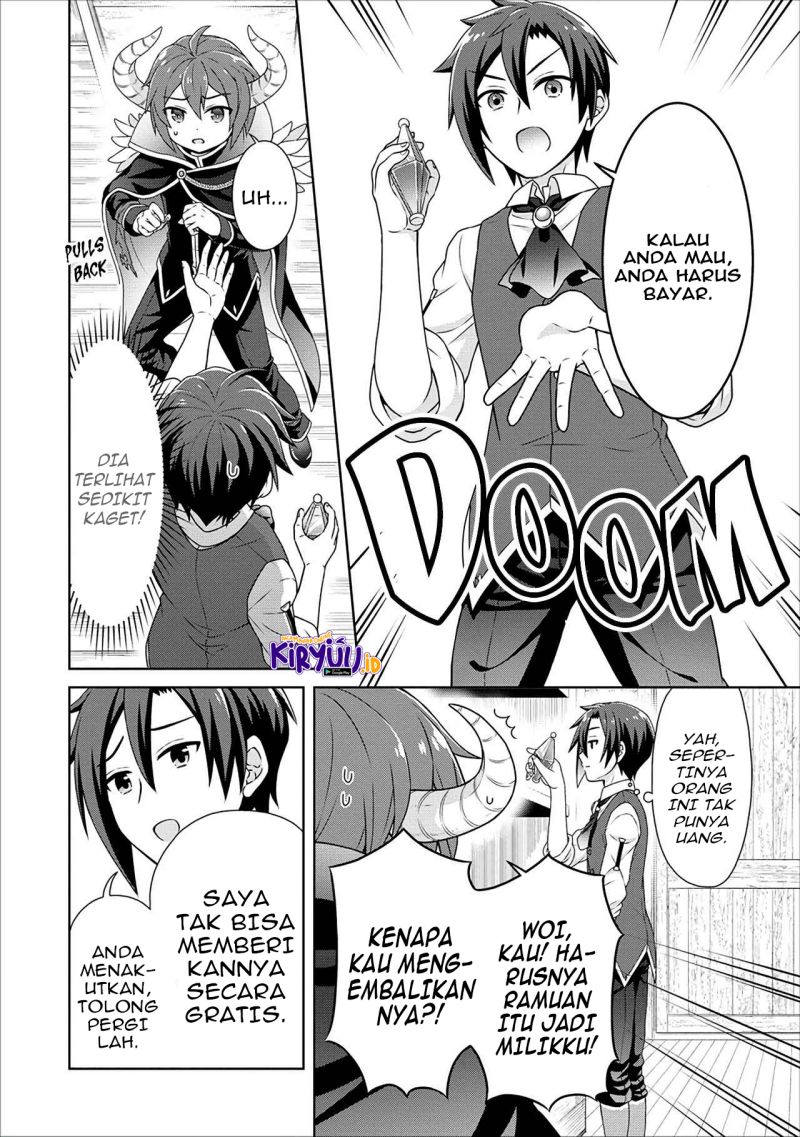 KALAU
ANDA MAU,
ANDA HARUS
BAYAR.
DOOM
UH...
PULLS
BACK
DIA
TERLIHAT
SEDIKIT
KAGET!
KIRYUU.ID
YAH,
SEPER-
TINYA
ORANG
INI TAK
PUNYA
UANG.
WOI,
KAU! HA-
RUSNYA
RAMUAN
ITU JADI
MILIKKU!
KENAPA
KAU MENG-
EMBALIKAN
NYA?!
SAYA
TAK BISA
MEMBERI
KANNYA
SECARA
GRATIS.
ANDA
MENAK-
UTKAN,
TOLONG
PERGI
LAH.